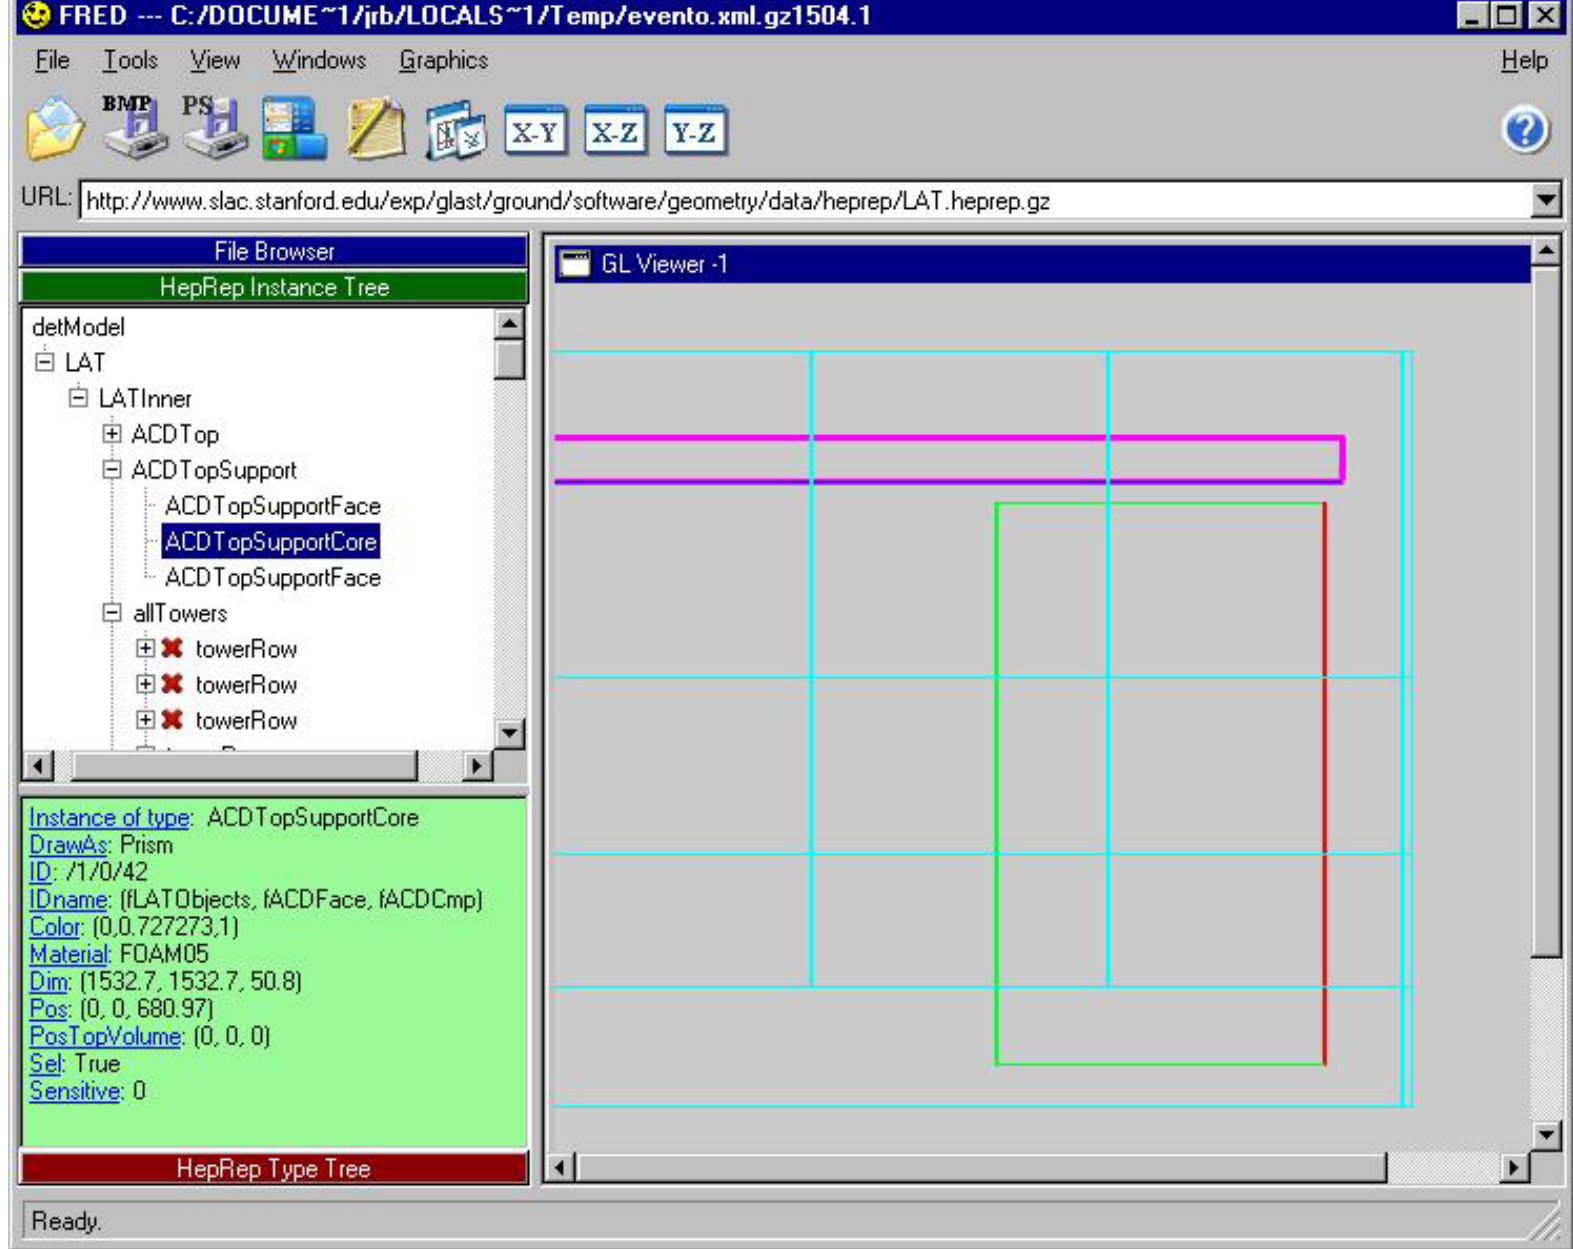 FRED --- C:/DOCUME~1/jrb/LOCALS~1/Temp/evento.xml.gz1504.1
File Tools View Windows Graphics Help
BMP PS X-Y X-Z Y-Z
URL: http://www.slac.stanford.edu/exp/glast/ground/software/geometry/data/heprep/LAT.heprep.gz
File Browser
HepRep Instance Tree
detModel
LAT
LATInner
ACDTop
ACDTopSupport
ACDTopSupportFace
ACDTopSupportCore
ACDTopSupportFace
allTowers
towerRow
towerRow
towerRow
Instance of type: ACDTopSupportCore
DrawAs: Prism
ID: /1/0/42
IDname: (fLATObjects, fACDFace, fACDCmp)
Color: (0,0.727273,1)
Material: FOAM05
Dim: (1532.7, 1532.7, 50.8)
Pos: (0, 0, 680.97)
PosTopVolume: (0, 0, 0)
Sel: True
Sensitive: 0
HepRep Type Tree
GL Viewer -1
Ready.